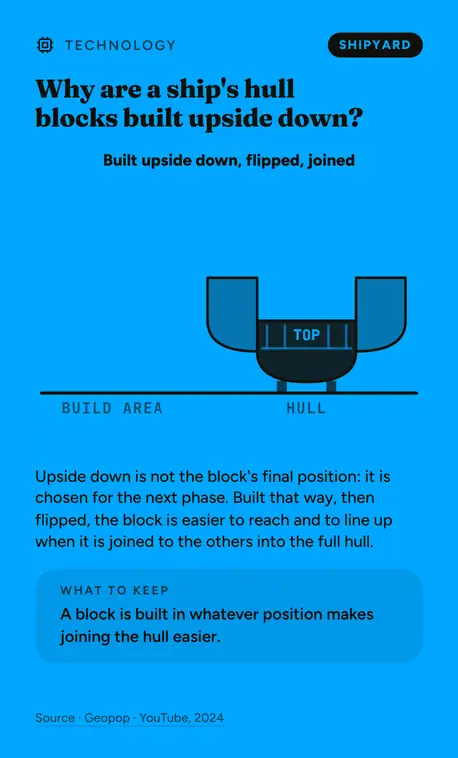 TECHNOLOGY
SHIPYARD
Why are a ship's hull
blocks built upside down?
Built upside down, flipped, joined
TOP
BUILD AREA
HULL
Upside down is not the block's final position: it is
chosen for the next phase. Built that way, then
flipped, the block is easier to reach and to line up
when it is joined to the others into the full hull.
WHAT TO KEEP
A block is built in whatever position makes
joining the hull easier.
Source · Geopop · YouTube, 2024